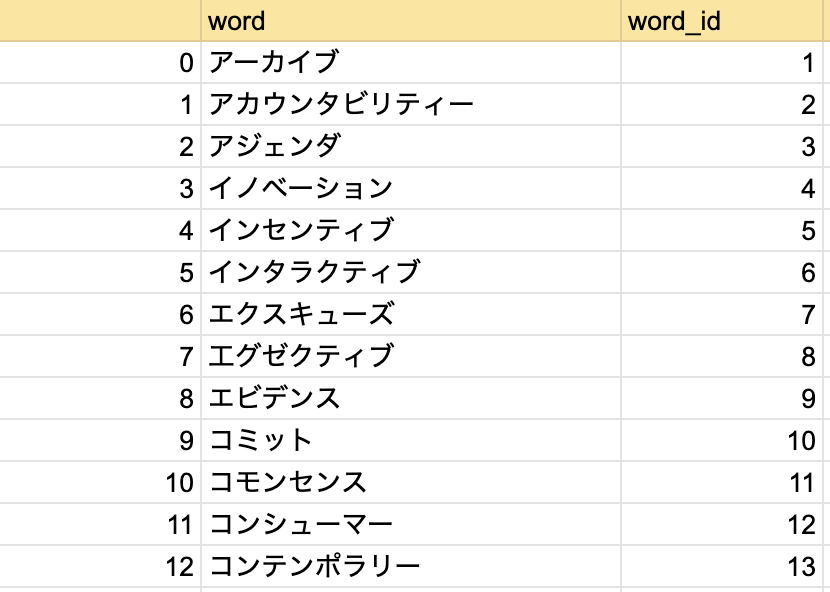 word word_id
0 アーカイブ 1
1 アカウンタビリティー 2
2 アジェンダ 3
3 イノベーション 4
4 インセンティブ 5
5 インタラクティブ 6
6 エクスキューズ 7
7 エグゼクティブ 8
8 エビデンス 9
9 コミット 10
10 コモンセンス 11
11 コンシューマー 12
12 コンテンポラリー 13